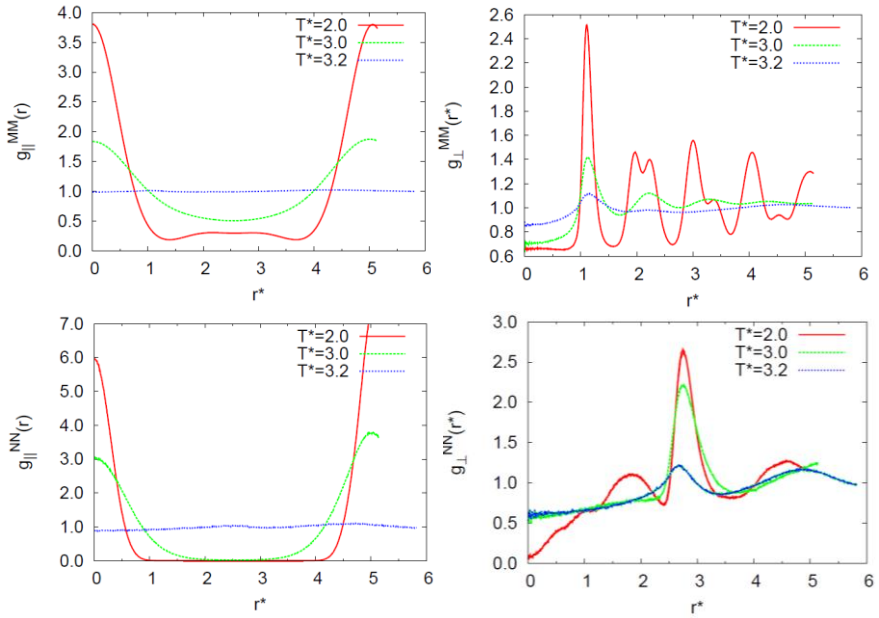 g||^MM(r)
4.0
3.5
3.0
2.5
2.0
1.5
1.0
0.5
0.0
T*=2.0
T*=3.0
T*=3.2
0 1 2 3 4 5 6
r*
g⊥^MM(r*)
2.6
2.4
2.2
2.0
1.8
1.6
1.4
1.2
1.0
0.8
0.6
T*=2.0
T*=3.0
T*=3.2
0 1 2 3 4 5 6
r*
g||^NN(r)
7.0
6.0
5.0
4.0
3.0
2.0
1.0
0.0
T*=2.0
T*=3.0
T*=3.2
0 1 2 3 4 5 6
r*
g⊥^NN(r*)
3.0
2.5
2.0
1.5
1.0
0.5
0.0
T*=2.0
T*=3.0
T*=3.2
0 1 2 3 4 5 6
r*